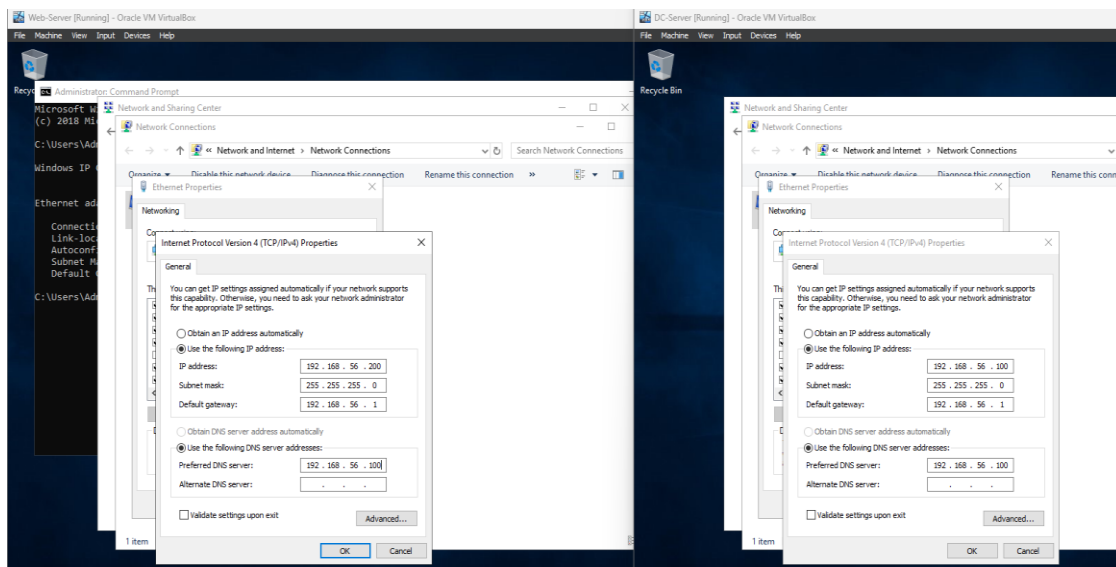 Web-Server [Running] - Oracle VM VirtualBox
File Machine View Input Devices Help
Administrator: Command Prompt
Microsoft
(c) 2018
Windows IP
Ethernet
Network and Sharing Center
Network Connections
« Network and Internet > Network Connections
Search Network Connections
Organize Disable this network device Diagnose this connection Rename this connection »
Ethernet Properties
Networking
Internet Protocol Version 4 (TCP/IPv4) Properties
General
You can get IP settings assigned automatically if your network supports
this capability. Otherwise, you need to ask your network administrator
for the appropriate IP settings.
Obtain an IP address automatically
Use the following IP address:
IP address: 192 . 168 . 56 . 200
Subnet mask: 255 . 255 . 255 . 0
Default gateway: 192 . 168 . 56 . 1
Obtain DNS server address automatically
Use the following DNS server addresses:
Preferred DNS server: 192 . 168 . 56 . 100
Alternate DNS server: . . .
Validate settings upon exit
Advanced...
OK Cancel
1 item
DC-Server [Running] - Oracle VM VirtualBox
File Machine View Input Devices Help
Recycle Bin
Network and Sharing Center
Network Connections
« Network and Internet > Network Connections
Organize Disable this network device Diagnose this connection Rename this conn
Ethernet Properties
Networking
Internet Protocol Version 4 (TCP/IPv4) Properties
General
You can get IP settings assigned automatically if your network supports
this capability. Otherwise, you need to ask your network administrator
for the appropriate IP settings.
Obtain an IP address automatically
Use the following IP address:
IP address: 192 . 168 . 56 . 100
Subnet mask: 255 . 255 . 255 . 0
Default gateway: 192 . 168 . 56 . 1
Obtain DNS server address automatically
Use the following DNS server addresses:
Preferred DNS server: 192 . 168 . 56 . 100
Alternate DNS server: . . .
Validate settings upon exit
Advanced...
OK Cancel
1 item